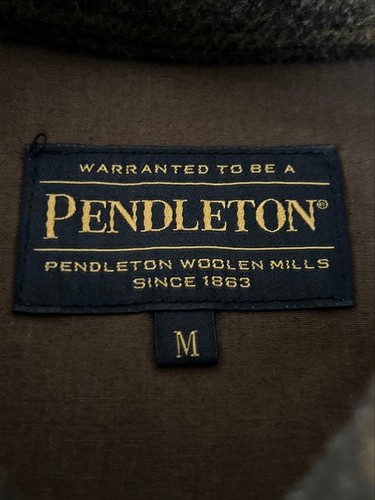 WARRANTED TO BE A
PENDLETON®
PENDLETON WOOLEN MILLS
SINCE 1863
M